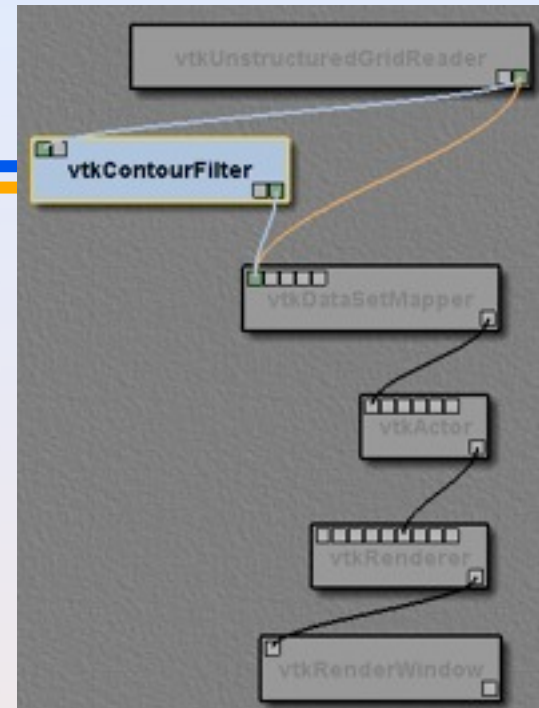 vtkUnstructuredGridReader
vtkContourFilter
vtkDataSetMapper
vtkActor
vtkRenderer
vtkRenderWindow